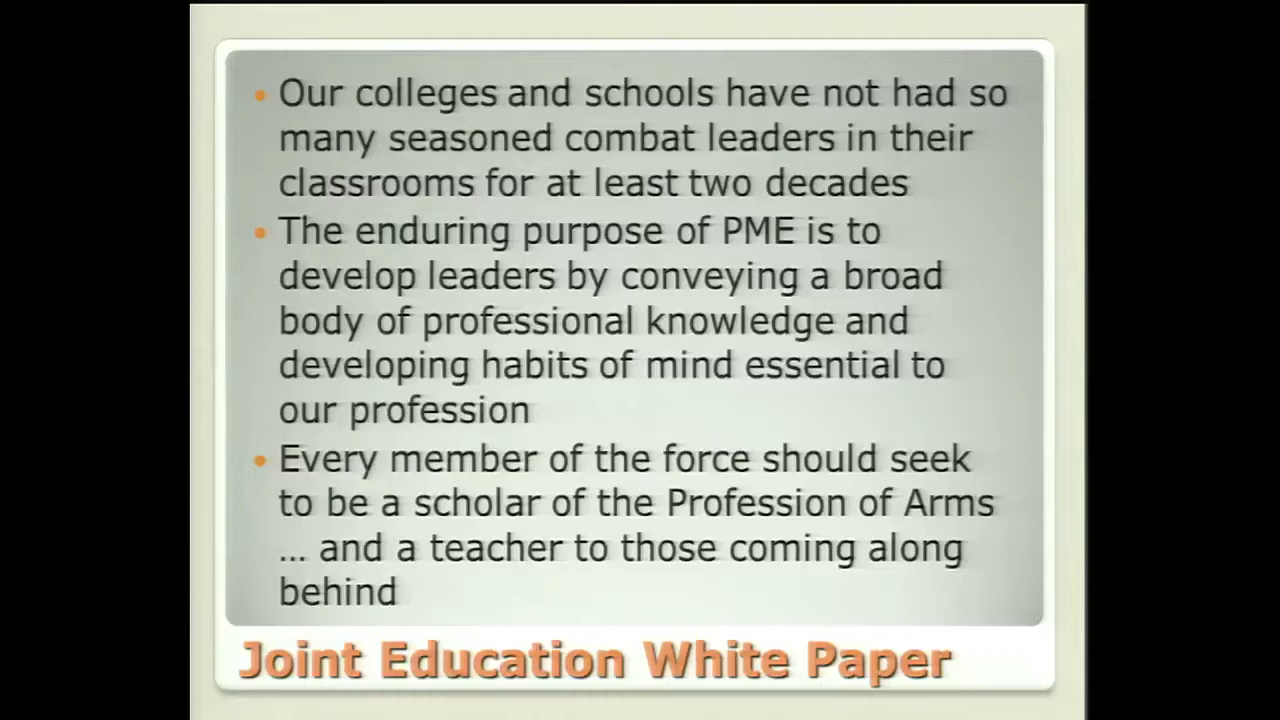 • Our colleges and schools have not had so
many seasoned combat leaders in their
classrooms for at least two decades
• The enduring purpose of PME is to
develop leaders by conveying a broad
body of professional knowledge and
developing habits of mind essential to
our profession
• Every member of the force should seek
to be a scholar of the Profession of Arms
… and a teacher to those coming along
behind
Joint Education White Paper